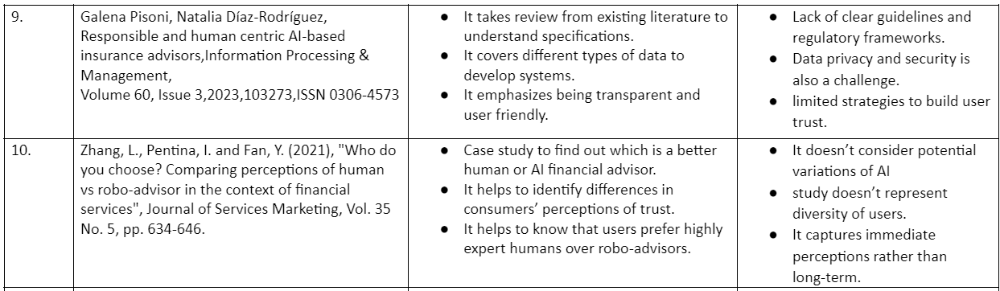 9.
Galena Pisoni, Natalia Díaz-Rodríguez,
Responsible and human centric AI-based
insurance advisors,Information Processing &
Management,
Volume 60, Issue 3,2023,103273,ISSN 0306-4573
● It takes review from existing literature to
understand specifications.
● It covers different types of data to
develop systems.
● It emphasizes being transparent and
user friendly.
● Lack of clear guidelines and
regulatory frameworks.
● Data privacy and security is
also a challenge.
● limited strategies to build user
trust.
10.
Zhang, L., Pentina, I. and Fan, Y. (2021), "Who do
you choose? Comparing perceptions of human
vs robo-advisor in the context of financial
services", Journal of Services Marketing, Vol. 35
No. 5, pp. 634-646.
● Case study to find out which is a better
human or AI financial advisor.
● It helps to identify differences in
consumers’ perceptions of trust.
● It helps to know that users prefer highly
expert humans over robo-advisors.
● It doesn’t consider potential
variations of AI
● study doesn’t represent
diversity of users.
● It captures immediate
perceptions rather than
long-term.